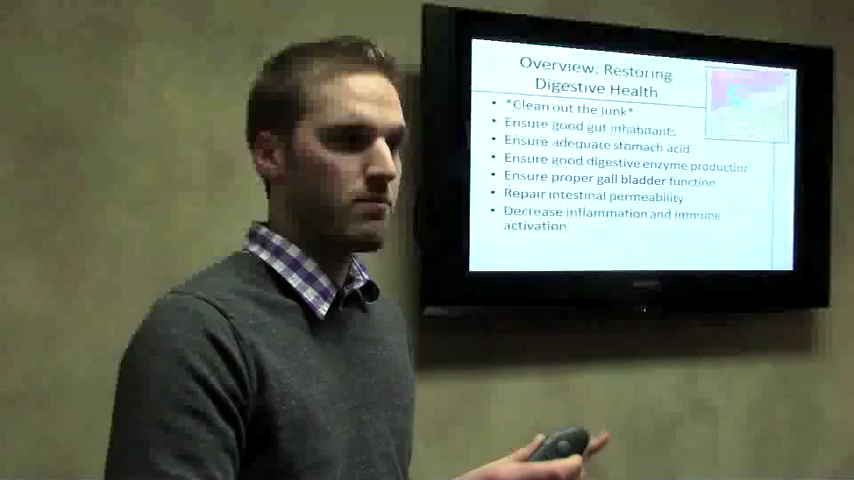 Overview: Restoring
Digestive Health
• *Clean out the junk*
• Ensure good gut inhabitants
• Ensure adequate stomach acid
• Ensure good digestive enzyme production
• Ensure proper gall bladder function
• Repair intestinal permeability
• Decrease inflammation and immune
activation